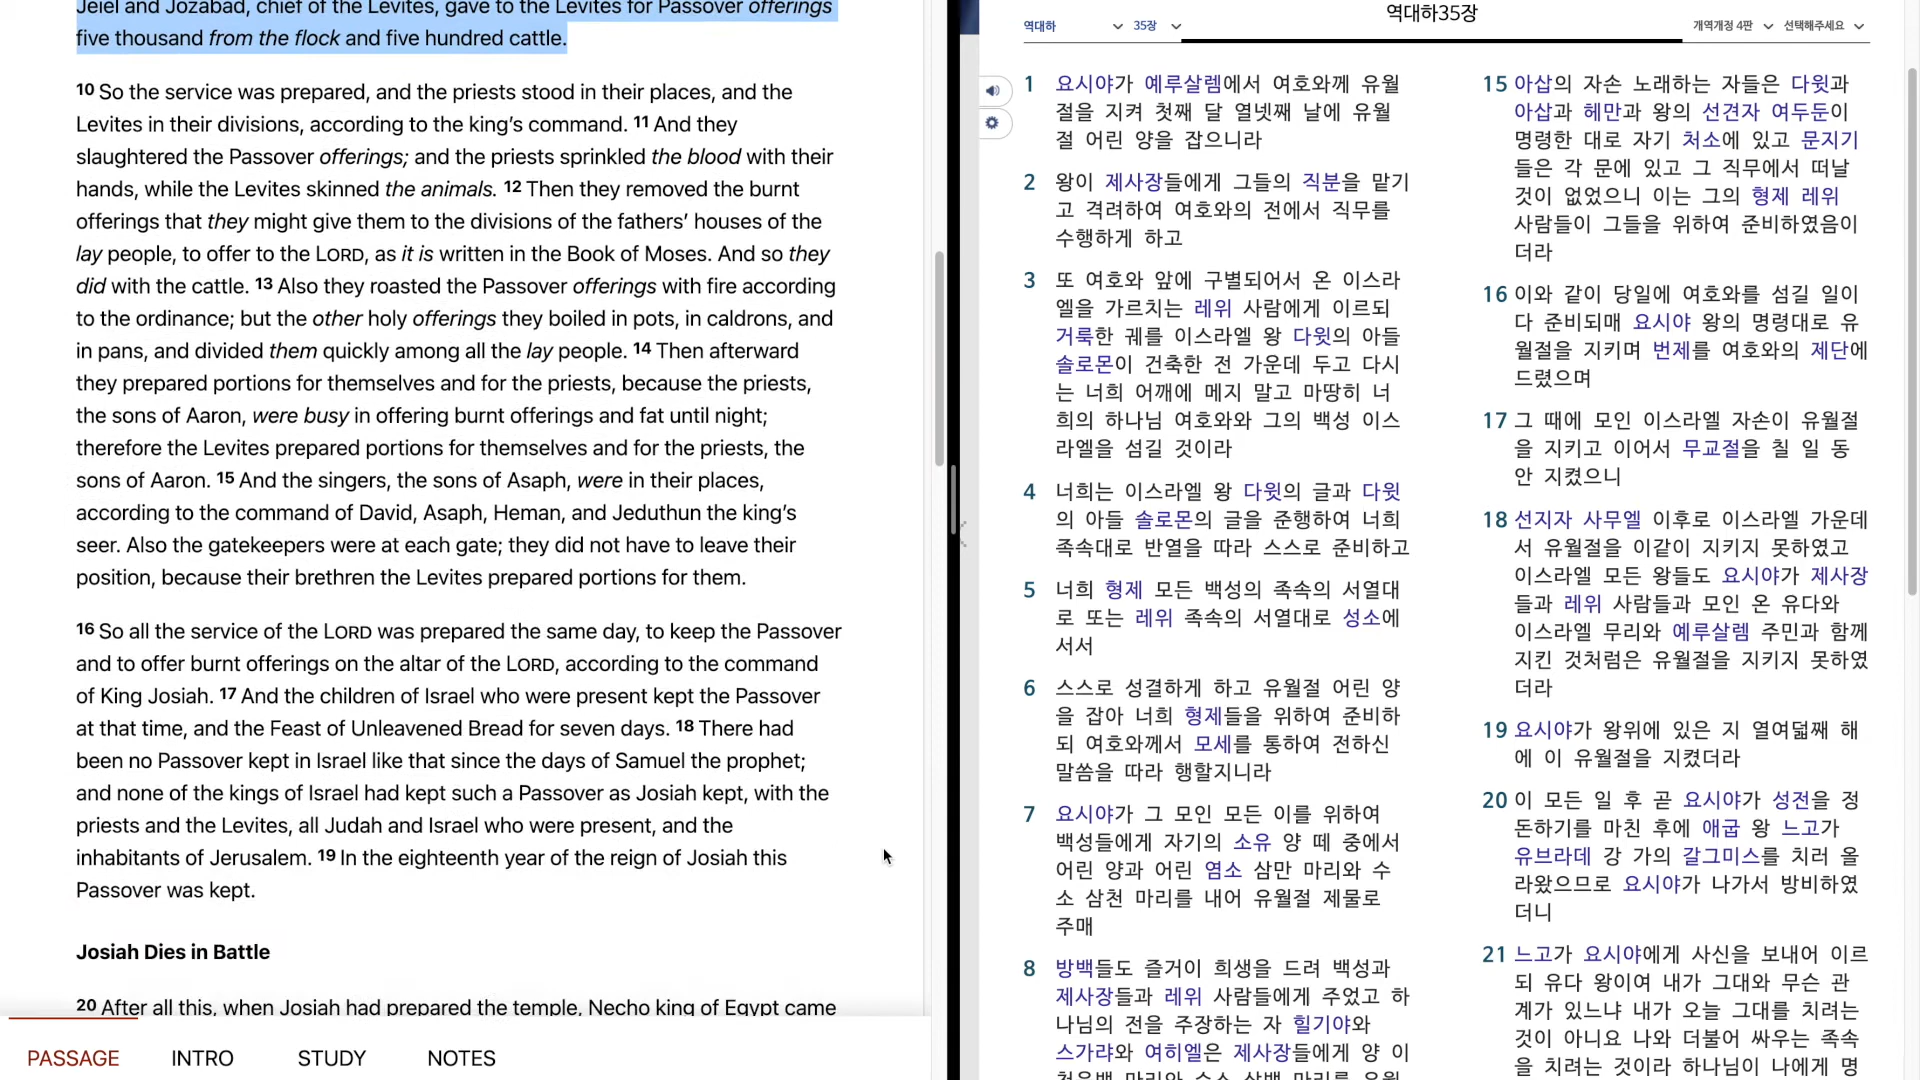 Jeiel and Jozabad, chief of the Levites, gave to the Levites for Passover offerings
five thousand from the flock and five hundred cattle.
10 So the service was prepared, and the priests stood in their places, and the
Levites in their divisions, according to the king’s command. 11 And they
slaughtered the Passover offerings; and the priests sprinkled the blood with their
hands, while the Levites skinned the animals. 12 Then they removed the burnt
offerings that they might give them to the divisions of the fathers’ houses of the
lay people, to offer to the LORD, as it is written in the Book of Moses. And so they
did with the cattle. 13 Also they roasted the Passover offerings with fire according
to the ordinance; but the other holy offerings they boiled in pots, in caldrons, and
in pans, and divided them quickly among all the lay people. 14 Then afterward
they prepared portions for themselves and for the priests, because the priests,
the sons of Aaron, were busy in offering burnt offerings and fat until night;
therefore the Levites prepared portions for themselves and for the priests, the
sons of Aaron. 15 And the singers, the sons of Asaph, were in their places,
according to the command of David, Asaph, Heman, and Jeduthun the king’s
seer. Also the gatekeepers were at each gate; they did not have to leave their
position, because their brethren the Levites prepared portions for them.
16 So all the service of the LORD was prepared the same day, to keep the Passover
and to offer burnt offerings on the altar of the LORD, according to the command
of King Josiah. 17 And the children of Israel who were present kept the Passover
at that time, and the Feast of Unleavened Bread for seven days. 18 There had
been no Passover kept in Israel like that since the days of Samuel the prophet;
and none of the kings of Israel had kept such a Passover as Josiah kept, with the
priests and the Levites, all Judah and Israel who were present, and the
inhabitants of Jerusalem. 19 In the eighteenth year of the reign of Josiah this
Passover was kept.
Josiah Dies in Battle
20 After all this, when Josiah had prepared the temple, Necho king of Egypt came
PASSAGE INTRO STUDY NOTES
역대하35장
역대하 35장 개역개정 4판 선택해주세요
1 요시야가 예루살렘에서 여호와께 유월
절을 지켜 첫째 달 열넷째 날에 유월
절 어린 양을 잡으니라
2 왕이 제사장들에게 그들의 직분을 맡기
고 격려하여 여호와의 전에서 직무를
수행하게 하고
3 또 여호와 앞에 구별되어서 온 이스라
엘을 가르치는 레위 사람에게 이르되
거룩한 궤를 이스라엘 왕 다윗의 아들
솔로몬이 건축한 전 가운데 두고 다시
는 너희 어깨에 메지 말고 마땅히 너
희의 하나님 여호와와 그의 백성 이스
라엘을 섬길 것이라
4 너희는 이스라엘 왕 다윗의 글과 다윗
의 아들 솔로몬의 글을 준행하여 너희
족속대로 반열을 따라 스스로 준비하고
5 너희 형제 모든 백성의 족속의 서열대
로 또는 레위 족속의 서열대로 성소에
서서
6 스스로 성결하게 하고 유월절 어린 양
을 잡아 너희 형제들을 위하여 준비하
되 여호와께서 모세를 통하여 전하신
말씀을 따라 행할지니라
7 요시야가 그 모인 모든 이를 위하여
백성들에게 자기의 소유 양 떼 중에서
어린 양과 어린 염소 삼만 마리와 수
소 삼천 마리를 내어 유월절 제물로
주매
8 방백들도 즐거이 희생을 드려 백성과
제사장들과 레위 사람들에게 주었고 하
나님의 전을 주장하는 자 힐기야와
스가랴와 여히엘은 제사장들에게 양 이
천육백 마리와 수소 삼백 마리를 유월
15 아삽의 자손 노래하는 자들은 다윗과
아삽과 헤만과 왕의 선견자 여두둔이
명령한 대로 자기 처소에 있고 문지기
들은 각 문에 있고 그 직무에서 떠날
것이 없었으니 이는 그의 형제 레위
사람들이 그들을 위하여 준비하였음이
더라
16 이와 같이 당일에 여호와를 섬길 일이
다 준비되매 요시야 왕의 명령대로 유
월절을 지키며 번제를 여호와의 제단에
드렸으며
17 그 때에 모인 이스라엘 자손이 유월절
을 지키고 이어서 무교절을 칠 일 동
안 지켰으니
18 선지자 사무엘 이후로 이스라엘 가운데
서 유월절을 이같이 지키지 못하였고
이스라엘 모든 왕들도 요시야가 제사장
들과 레위 사람들과 모인 온 유다와
이스라엘 무리와 예루살렘 주민과 함께
지킨 것처럼은 유월절을 지키지 못하였
더라
19 요시야가 왕위에 있은 지 열여덟째 해
에 이 유월절을 지켰더라
20 이 모든 일 후 곧 요시야가 성전을 정
돈하기를 마친 후에 애굽 왕 느고가
유브라데 강 가의 갈그미스를 치러 올
라왔으므로 요시야가 나가서 방비하였
더니
21 느고가 요시야에게 사신을 보내어 이르
되 유다 왕이여 내가 그대와 무슨 관
계가 있느냐 내가 오늘 그대를 치려는
것이 아니요 나와 더불어 싸우는 족속
을 치려는 것이라 하나님이 나에게 명